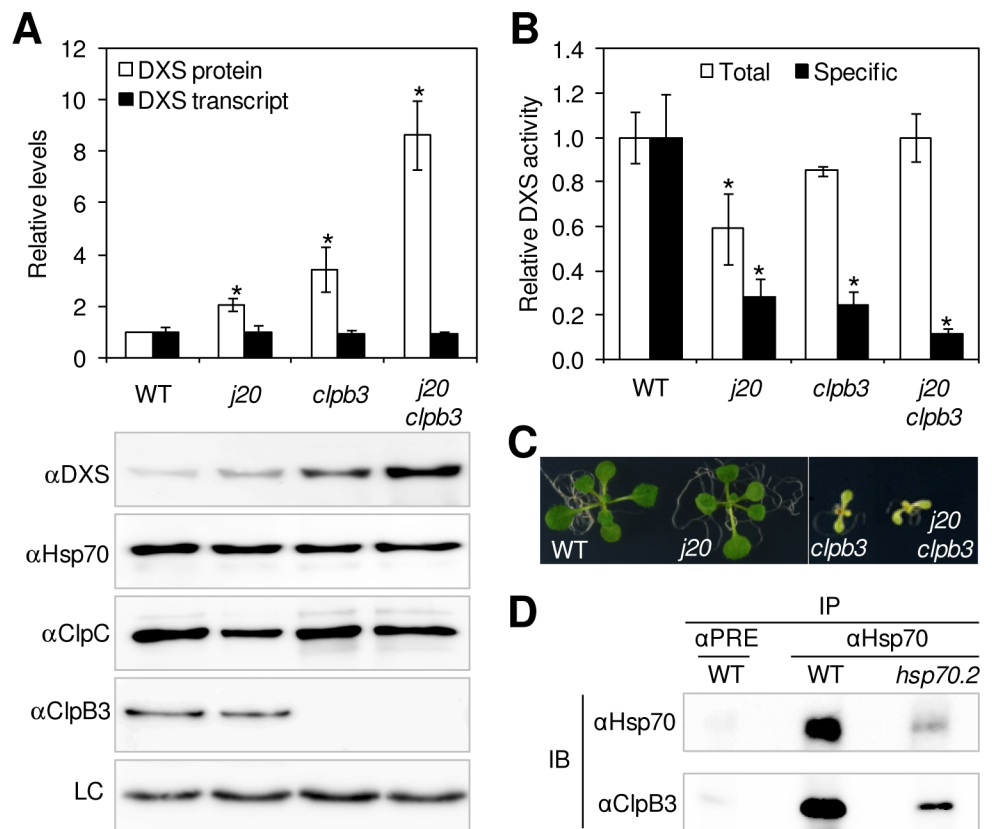 A
12
10
8
6
4
2
0
Relative levels
DXS protein
DXS transcript
*
*
*
WT
j20
clpb3
j20
clpb3
αDXS
αHsp70
αClpC
αClpB3
LC
B
1.4
1.2
1.0
0.8
0.6
0.4
0.2
0.0
Relative DXS activity
Total
Specific
*
*
*
*
WT
j20
clpb3
j20
clpb3
C
WT
j20
clpb3
j20
clpb3
D
IP
αPRE
αHsp70
WT
WT
hsp70.2
IB
αHsp70
αClpB3